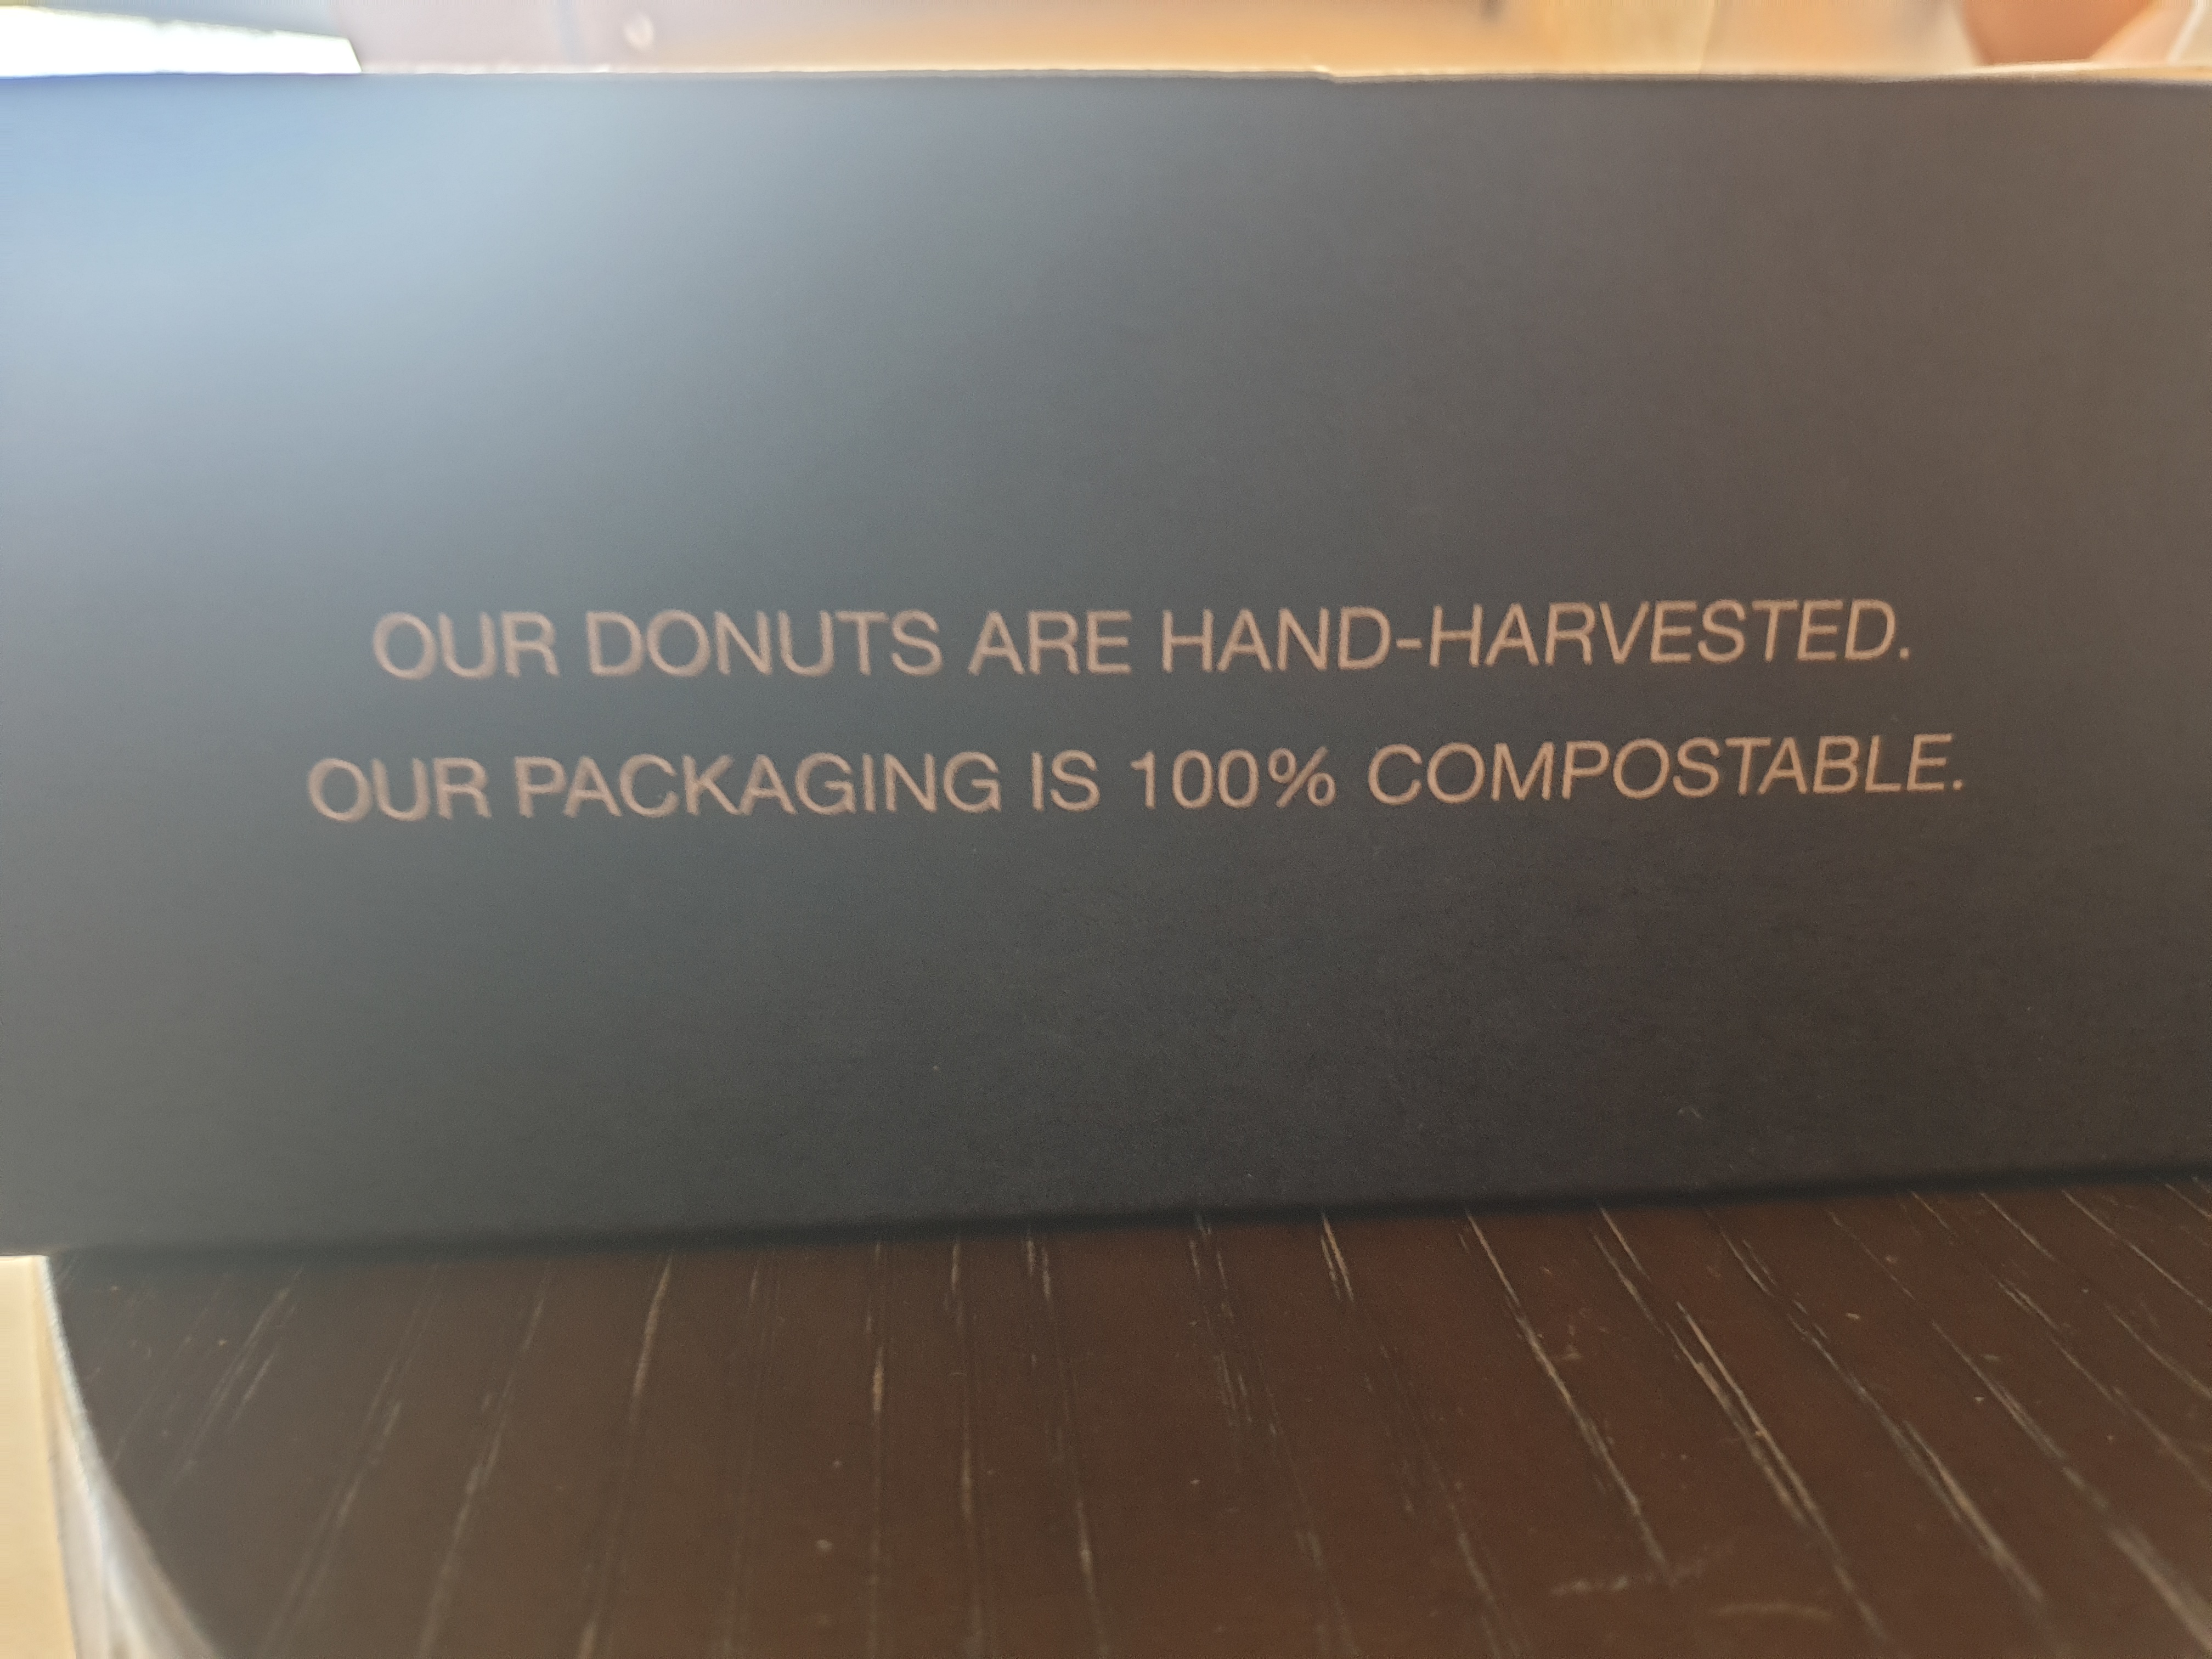 OUR DONUTS ARE HAND-HARVESTED.
OUR PACKAGING IS 100% COMPOSTABLE.